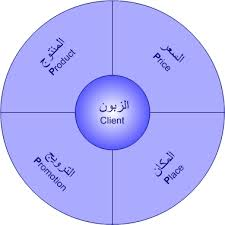 المنتوج
Product
السعر
Price
الزبون
Client
الترويج
Promotion
المكان
Place